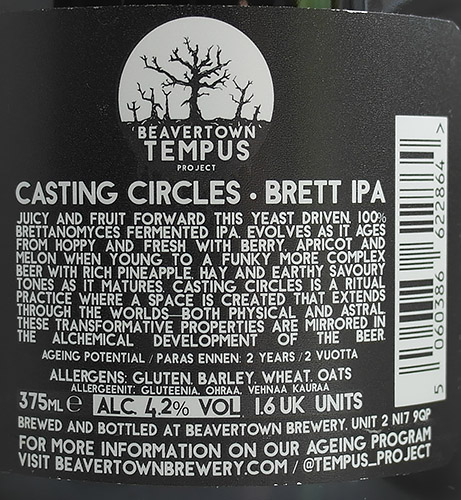 BEAVERTOWN
TEMPUS
PROJECT
CASTING CIRCLES • BRETT IPA
JUICY AND FRUIT FORWARD THIS YEAST DRIVEN, 100%
BRETTANOMYCES FERMENTED IPA, EVOLVES AS IT AGES
FROM HOPPY AND FRESH WITH BERRY, APRICOT AND
MELON WHEN YOUNG TO A FUNKY MORE COMPLEX
BEER WITH RICH PINEAPPLE, HAY AND EARTHY SAVOURY
TONES AS IT MATURES. CASTING CIRCLES IS A RITUAL
PRACTICE WHERE A SPACE IS CREATED THAT EXTENDS
THROUGH THE WORLDS—BOTH PHYSICAL AND ASTRAL
THESE TRANSFORMATIVE PROPERTIES ARE MIRRORED IN
THE ALCHEMICAL DEVELOPMENT OF THE BEER.
AGEING POTENTIAL / PARAS ENNEN: 2 YEARS / 2 VUOTTA
ALLERGENS: GLUTEN, BARLEY, WHEAT, OATS
ALLERGEENIT: GLUTEENIA, OHRAA, VEHNAA KAURAA
375ML e ALC. 4.2% VOL 1.6 UK UNITS
BREWED AND BOTTLED AT BEAVERTOWN BREWERY, UNIT 2 N17 9QP
FOR MORE INFORMATION ON OUR AGEING PROGRAM
VISIT BEAVERTOWNBREWERY.COM / @TEMPUS_PROJECT
5 060386 622864 >